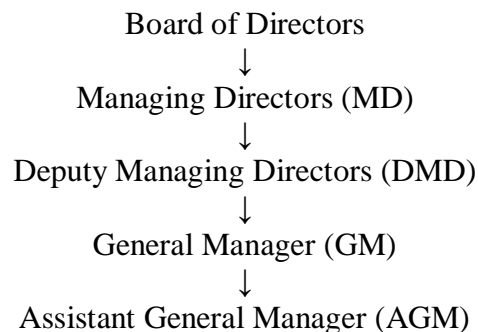 Board of Directors
↓
Managing Directors (MD)
↓
Deputy Managing Directors (DMD)
↓
General Manager (GM)
↓
Assistant General Manager (AGM)